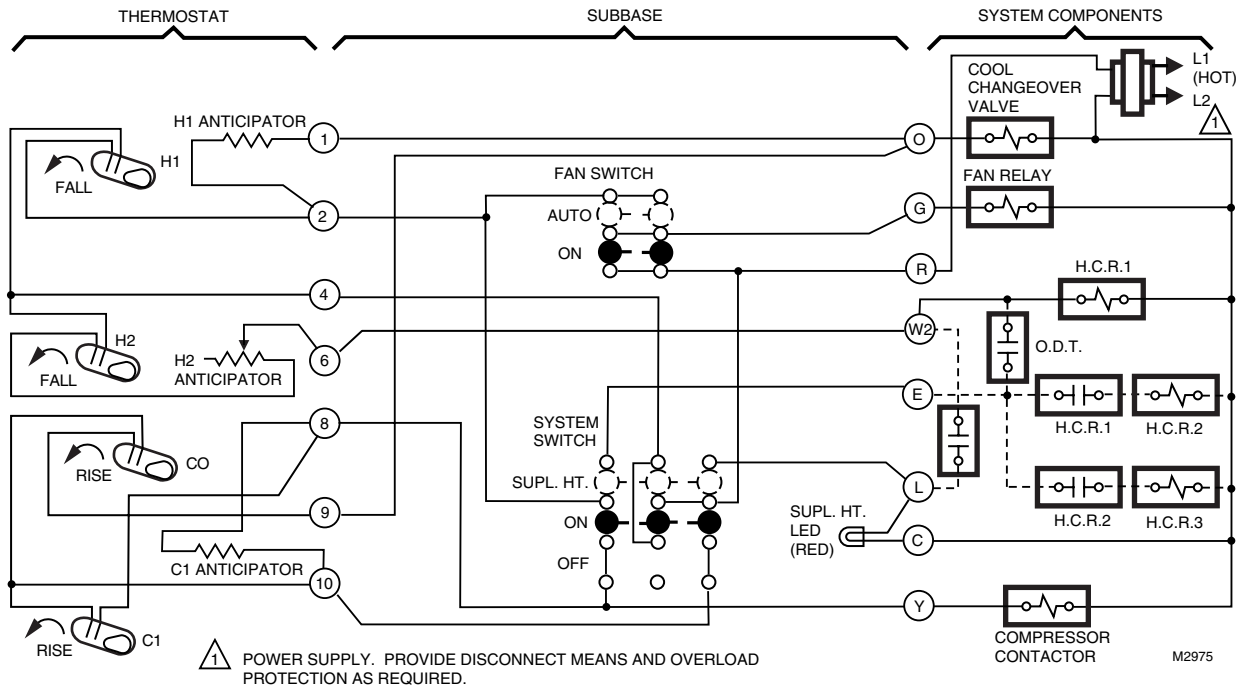 THERMOSTAT
SUBBASE
SYSTEM COMPONENTS
L1
(HOT)
L2
1
COOL
CHANGEOVER
VALVE
H1 ANTICIPATOR
1
O
H1
FALL
FAN SWITCH
FAN RELAY
2
AUTO
G
ON
R
H.C.R.1
4
W2
H2
FALL
H2
ANTICIPATOR
6
O.D.T.
E
H.C.R.1
H.C.R.2
8
SYSTEM
SWITCH
CO
RISE
SUPL. HT.
L
H.C.R.2
H.C.R.3
9
ON
SUPL. HT.
LED
(RED)
C
C1 ANTICIPATOR
OFF
10
Y
C1
RISE
COMPRESSOR
CONTACTOR
M2975
1 POWER SUPPLY. PROVIDE DISCONNECT MEANS AND OVERLOAD
PROTECTION AS REQUIRED.